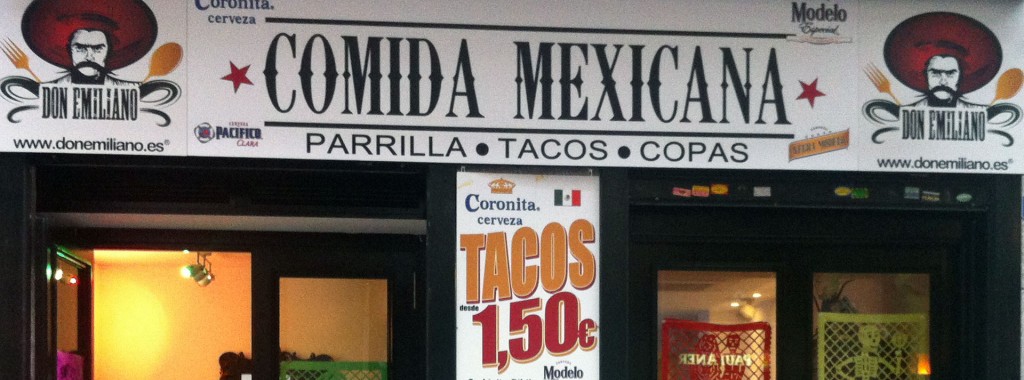 Coronita.
cerveza
Modelo
Especial
COMIDA MEXICANA
DON EMILIANO
www.donemiliano.es
CERVEZA
PACIFICO
CLARA
PARRILLA • TACOS • COPAS
NEGRA MODELO
DON EMILIANO
www.donemiliano.es
Coronita.
cerveza
TACOS
desde
1,50€
Modelo
PAULANER